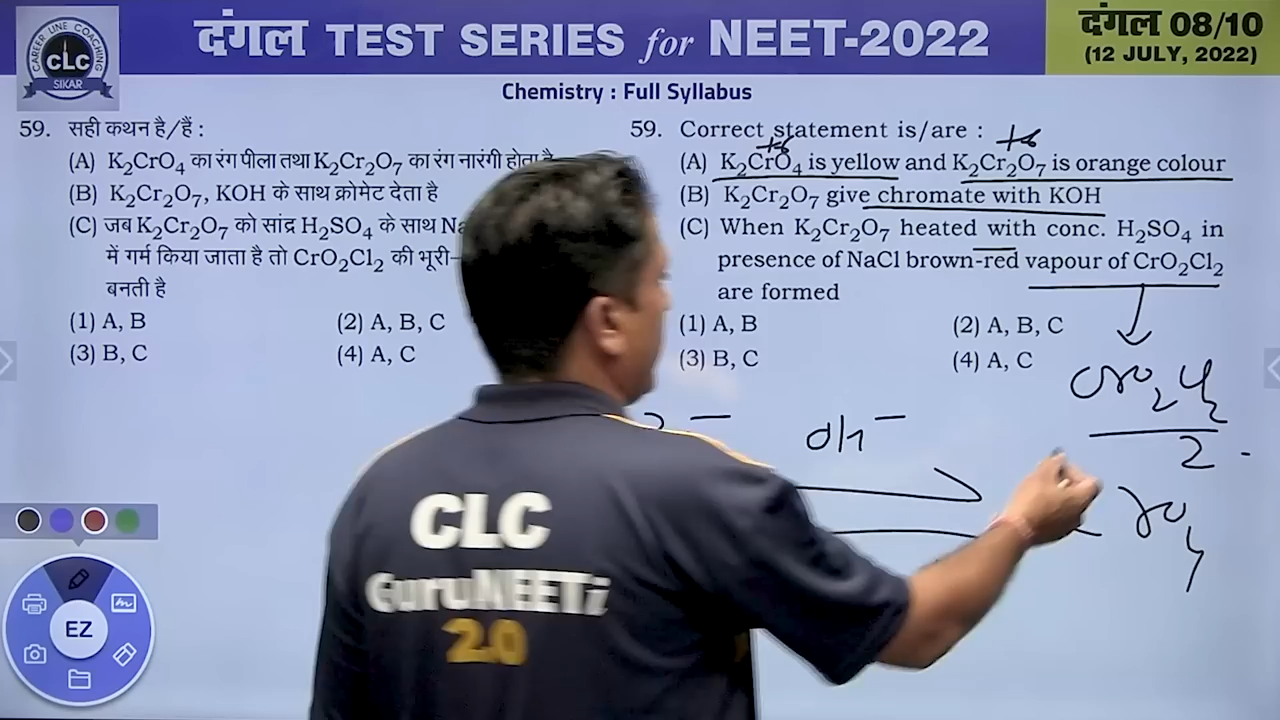 दंगल TEST SERIES for NEET-2022
दंगल 08/10
(12 JULY, 2022)
CAREER LINE COACHING
CLC
SIKAR
Chemistry : Full Syllabus
59. सही कथन है/हैं :
(A) K₂CrO₄ का रंग पीला तथा K₂Cr₂O₇ का रंग नारंगी होता है
(B) K₂Cr₂O₇, KOH के साथ क्रोमेट देता है
(C) जब K₂Cr₂O₇ को सांद्र H₂SO₄ के साथ Na
में गर्म किया जाता है तो CrO₂Cl₂ की भूरी–
बनती है
(1) A, B (2) A, B, C
(3) B, C (4) A, C
59. Correct statement is/are :
+6 +6
(A) K₂CrO₄ is yellow and K₂Cr₂O₇ is orange colour
(B) K₂Cr₂O₇ give chromate with KOH
(C) When K₂Cr₂O₇ heated with conc. H₂SO₄ in
presence of NaCl brown-red vapour of CrO₂Cl₂
are formed
(1) A, B (2) A, B, C
(3) B, C (4) A, C
CrO₂Cl₂
2 –
OH⁻
2 -
rO₄
EZ
CLC
GuruNEETi
2.0